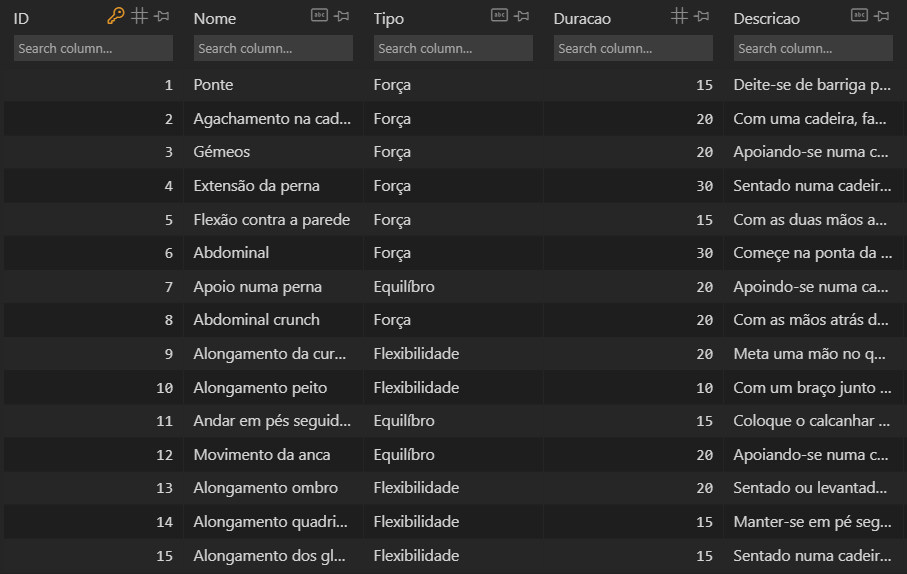 ID Nome Tipo Duracao Descricao
Search column... Search column... Search column... Search column... Search column...
1 Ponte Força 15 Deite-se de barriga p...
2 Agachamento na cad... Força 20 Com uma cadeira, fa...
3 Gémeos Força 20 Apoiando-se numa c...
4 Extensão da perna Força 30 Sentado numa cadeir...
5 Flexão contra a parede Força 15 Com as duas mãos a...
6 Abdominal Força 30 Começe na ponta da ...
7 Apoio numa perna Equilíbro 20 Apoindo-se numa ca...
8 Abdominal crunch Força 20 Com as mãos atrás d...
9 Alongamento da cur... Flexibilidade 20 Meta uma mão no q...
10 Alongamento peito Flexibilidade 10 Com um braço junto ...
11 Andar em pés seguid... Equilíbro 15 Coloque o calcanhar ...
12 Movimento da anca Equilíbro 20 Apoiando-se numa c...
13 Alongamento ombro Flexibilidade 20 Sentado ou levantad...
14 Alongamento quadri... Flexibilidade 15 Manter-se em pé seg...
15 Alongamento dos gl... Flexibilidade 15 Sentado numa cadeir...